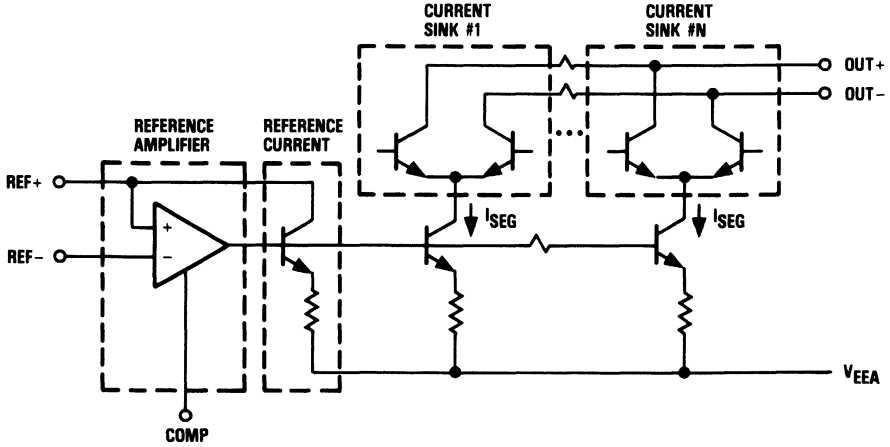 CURRENT
SINK #1
CURRENT
SINK #N
OUT+
OUT−
REFERENCE
AMPLIFIER
REFERENCE
CURRENT
REF+
REF−
+
−
ISEG
ISEG
VEEA
COMP